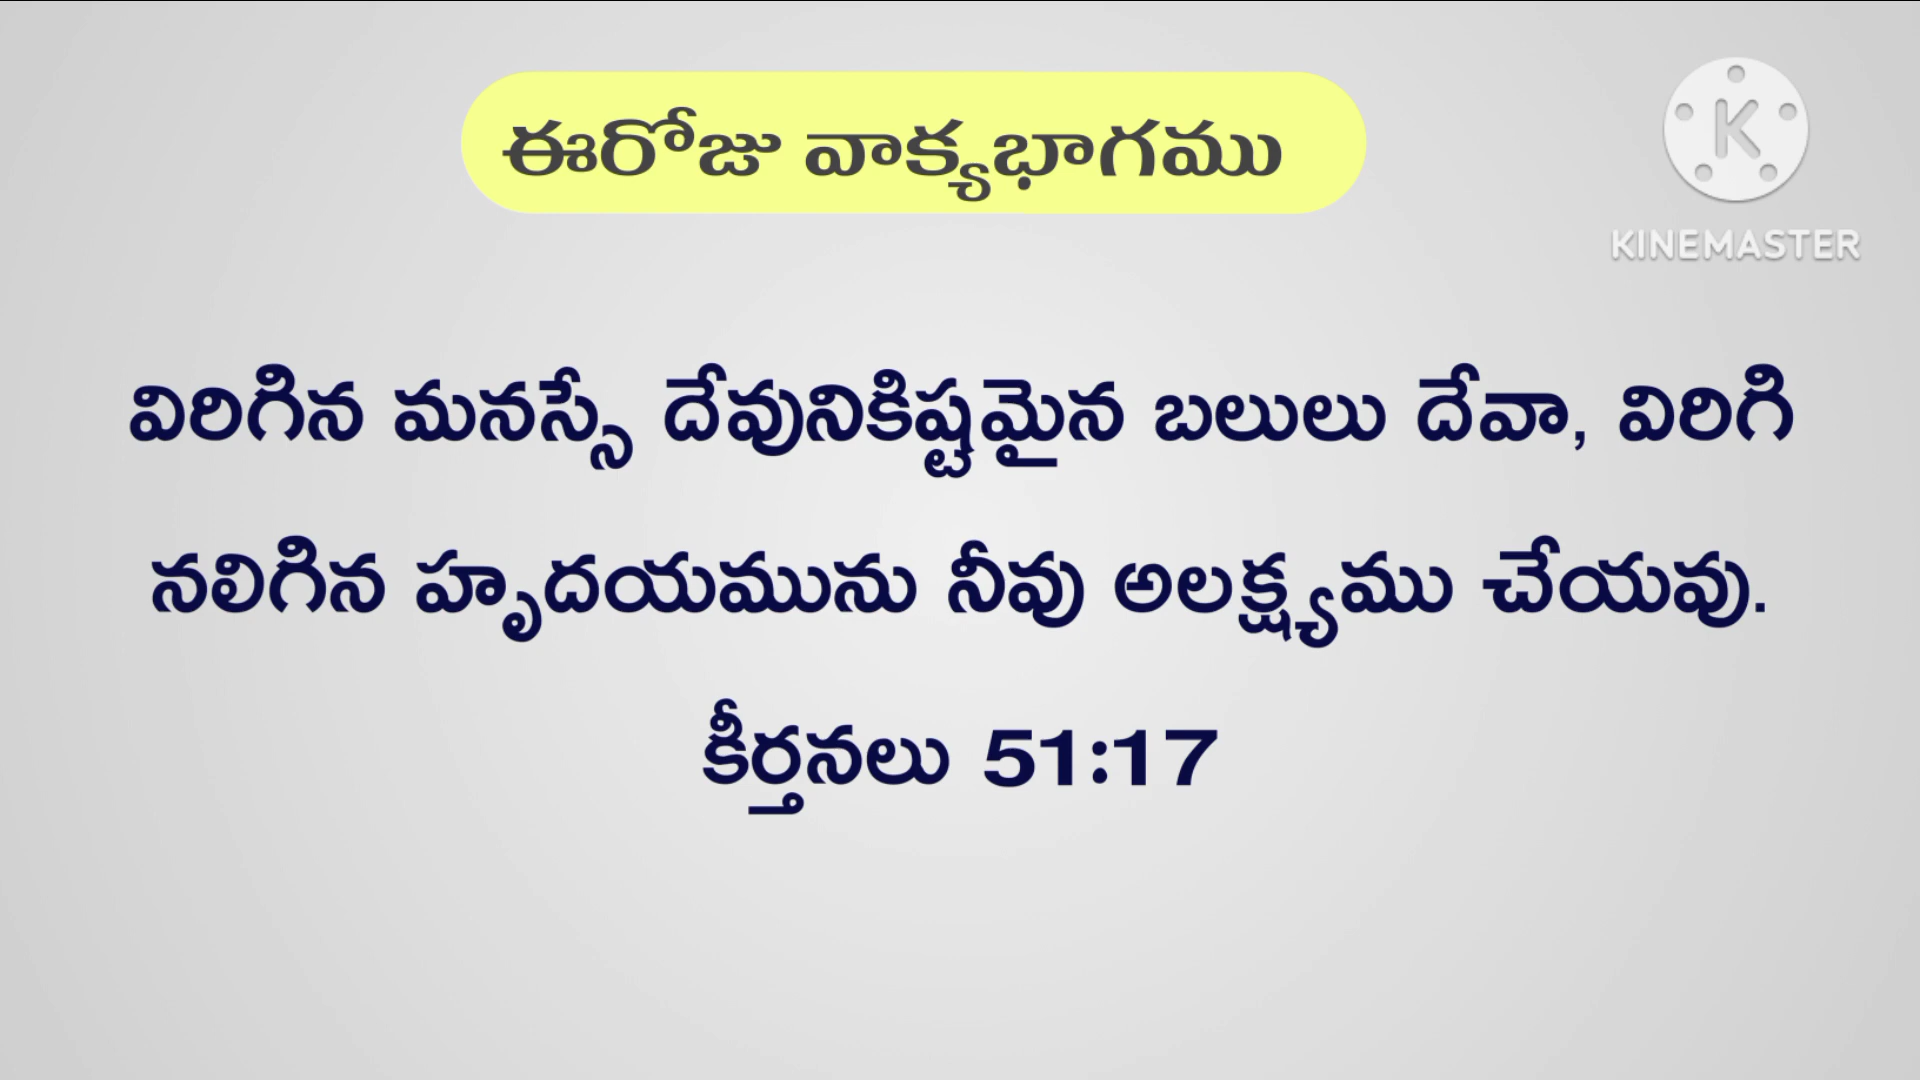 ఈరోజు వాక్యభాగము
KINEMASTER
విరిగిన మనస్సే దేవునికిష్టమైన బలులు దేవా, విరిగి
నలిగిన హృదయమును నీవు అలక్ష్యము చేయవు.
కీర్తనలు 51:17